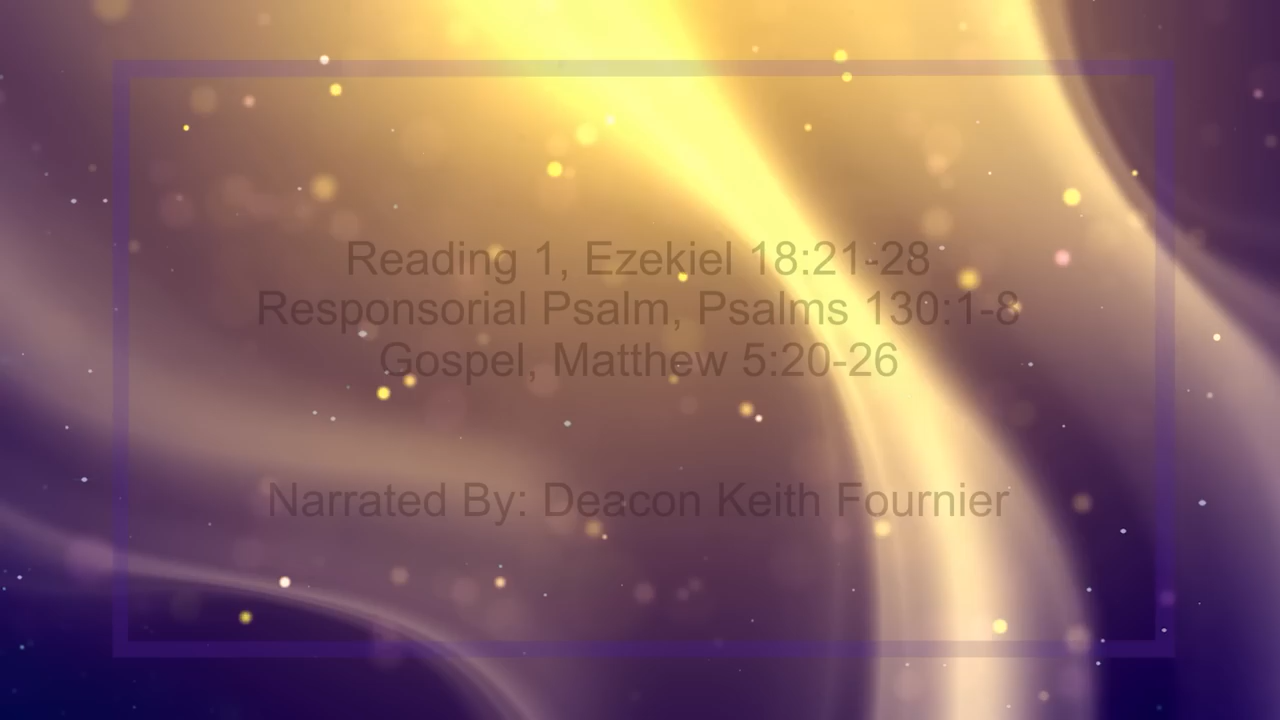 Reading 1, Ezekiel 18:21-28
Responsorial Psalm, Psalms 130:1-8
Gospel, Matthew 5:20-26
Narrated By: Deacon Keith Fournier